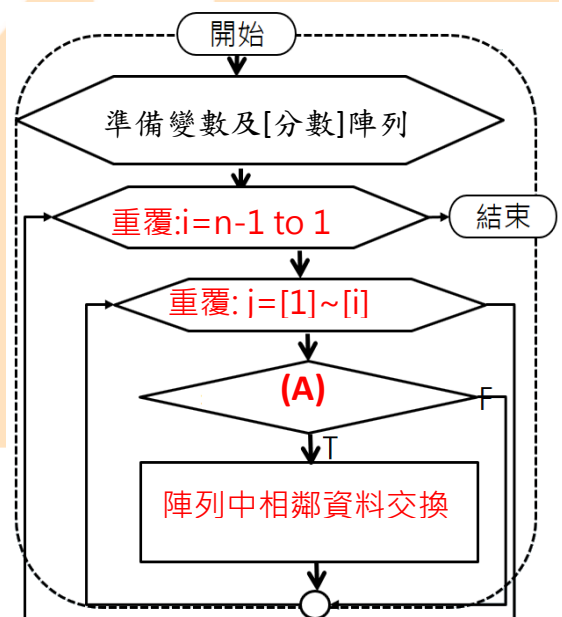 開始
準備變數及[分數]陣列
重覆:i=n-1 to 1
結束
重覆: j=[1]~[i]
(A)
F
T
陣列中相鄰資料交換